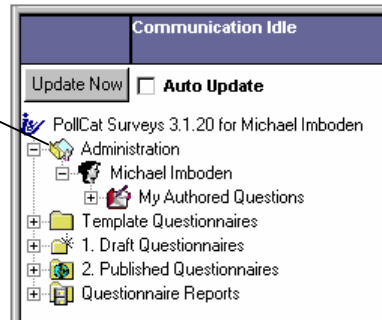 Communication Idle
Update Now Auto Update
PollCat Surveys 3.1.20 for Michael Imboden
Administration
Michael Imboden
My Authored Questions
Template Questionnaires
1. Draft Questionnaires
2. Published Questionnaires
Questionnaire Reports